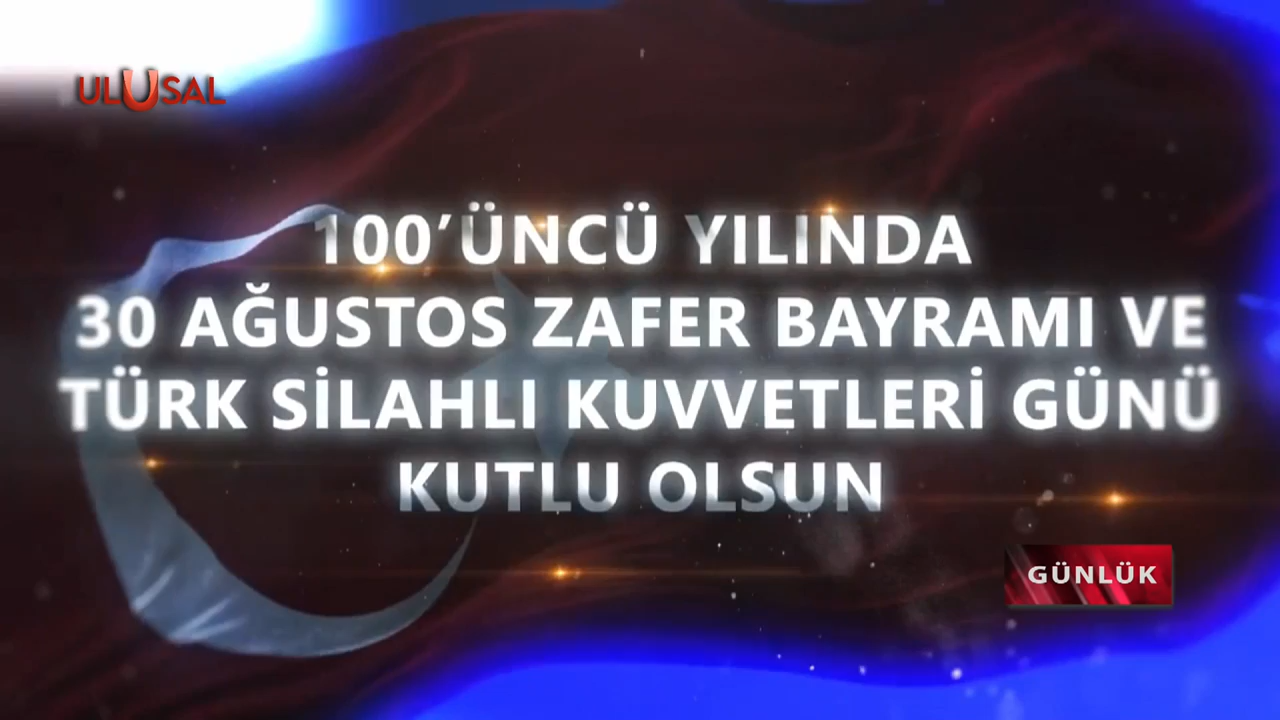 ULUSAL
100'ÜNCÜ YILINDA
30 AĞUSTOS ZAFER BAYRAMI VE
TÜRK SİLAHLI KUVVETLERİ GÜNÜ
KUTLU OLSUN
GÜNLÜK